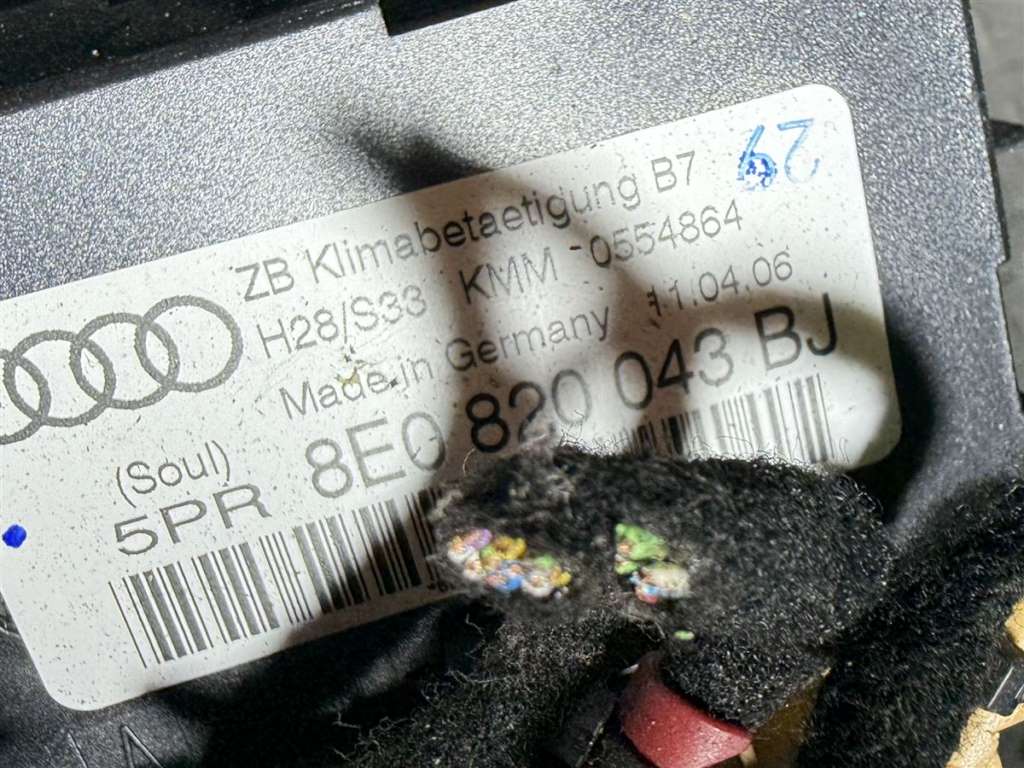 ZB Klimabetaetigung B7
H28/S33 KMM 0554864
Made in Germany 11.04.06
(Soul)
5PR 8E0 820 043 BJ